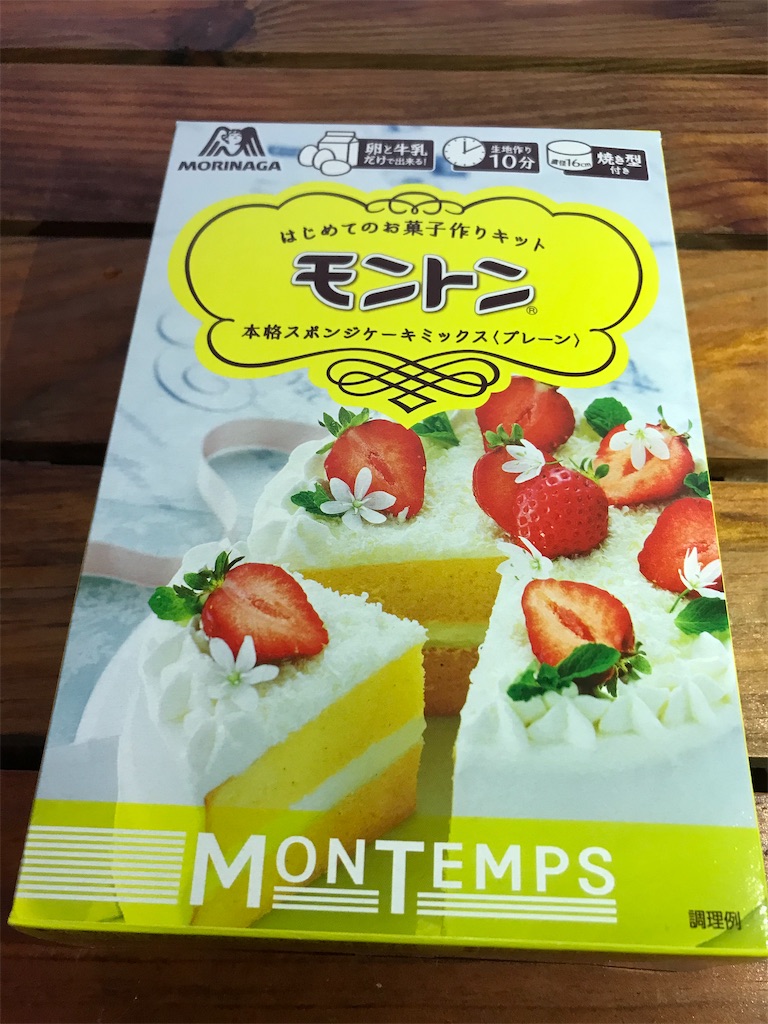 MORINAGA
卵と牛乳
だけで出来る!
生地作り
10分
直径16cm
焼き型
付き
はじめてのお菓子作りキット
モントン®
本格スポンジケーキミックス〈プレーン〉
MONTEMPS
調理例